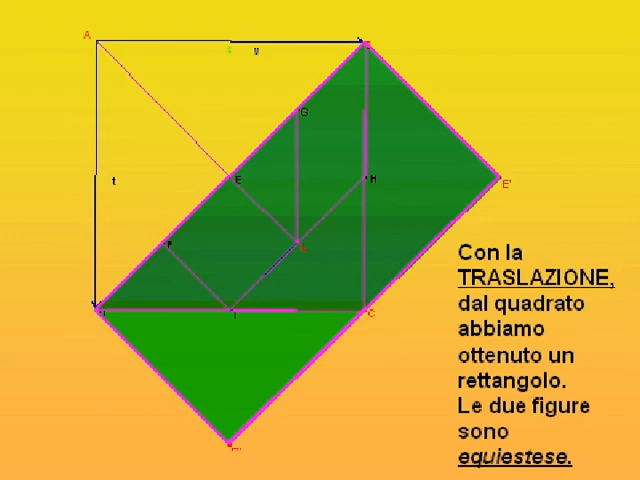 A
s
v
G
t
E
H
E'
F
L
I
C
Con la
TRASLAZIONE,
dal quadrato
abbiamo
ottenuto un
rettangolo.
Le due figure
sono
equiestese.